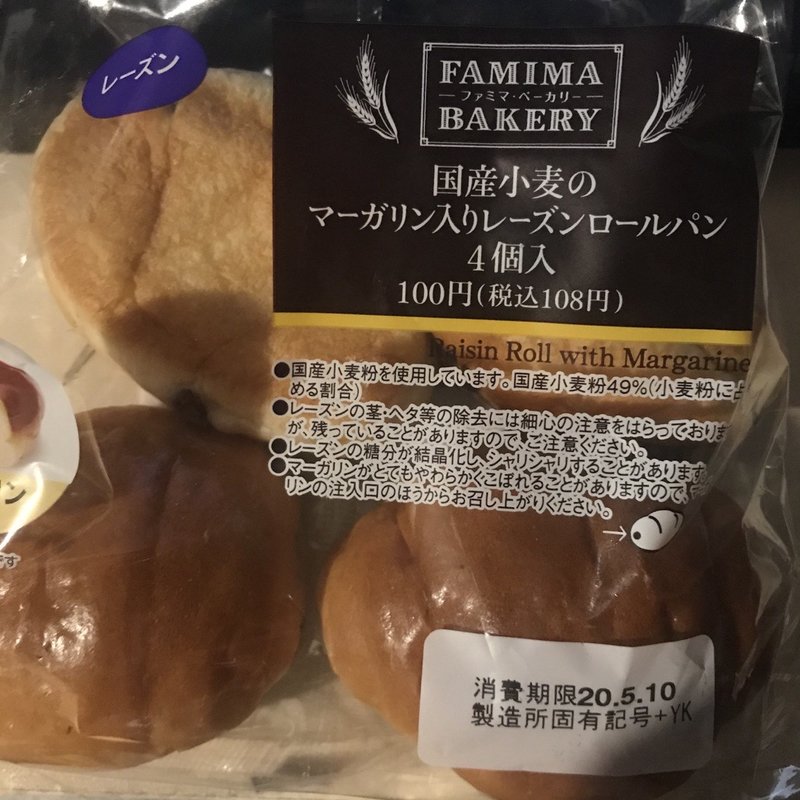 レーズン
FAMIMA
ファミマ・ベーカリー
BAKERY
国産小麦の
マーガリン入りレーズンロールパン
4個入
100円(税込108円)
Raisin Roll with Margarine
●国産小麦粉を使用しています。国産小麦粉49%(小麦粉に占
める割合)
●レーズンの茎・ヘタ等の除去には細心の注意をはらっておりま
が、残っていることがありますので、ご注意ください。
●レーズンの糖分が結晶化し、シャリシャリすることがあります。
●マーガリンがとてもやわらかくこぼれることがありますので、マ
リンの注入口のほうからお召し上がりください。
→
消費期限20.5.10
製造所固有記号+YK
リン
です